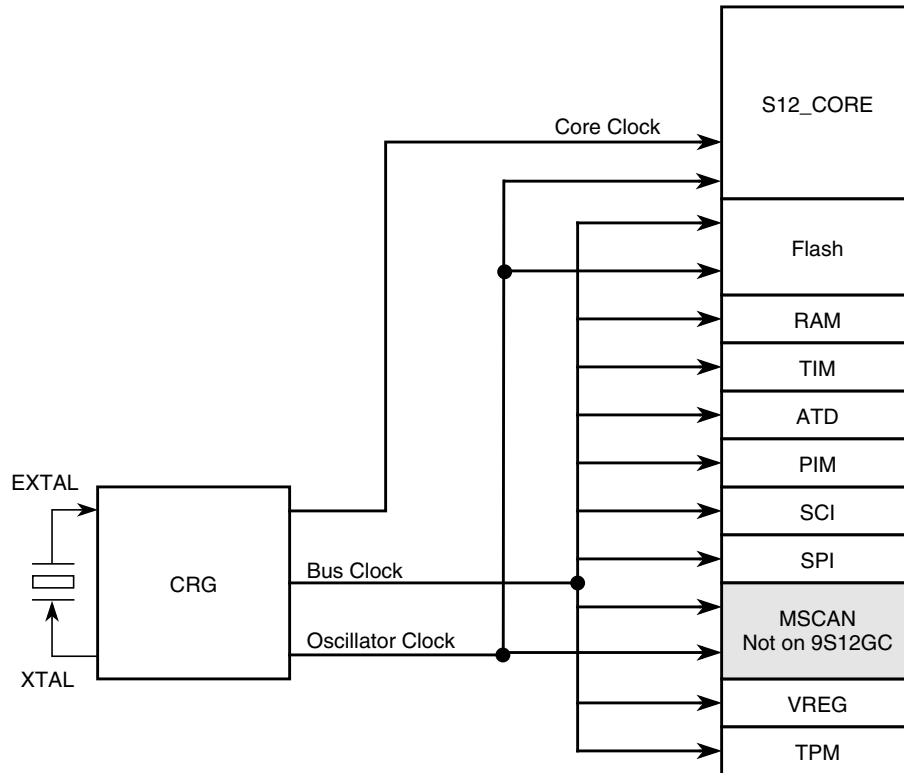 S12_CORE
Core Clock
Flash
RAM
TIM
ATD
PIM
EXTAL
SCI
SPI
CRG
Bus Clock
MSCAN
Not on 9S12GC
Oscillator Clock
XTAL
VREG
TPM